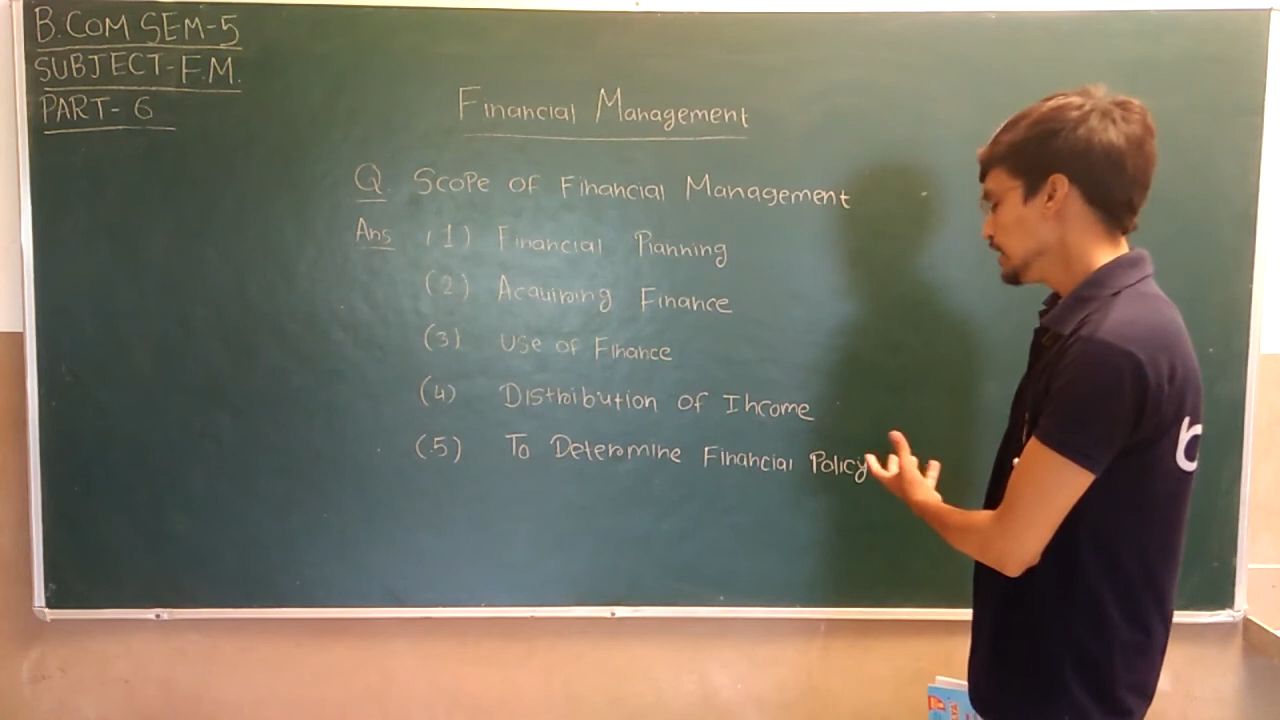 B.COM SEM-5
SUBJECT-F.M.
PART- 6
Financial Management
Q. Scope of Financial Management
Ans (1) Financial Planning
(2) Acquiring Finance
(3) Use of Finance
(4) Distribution of Income
(5) To Determine Financial Policy